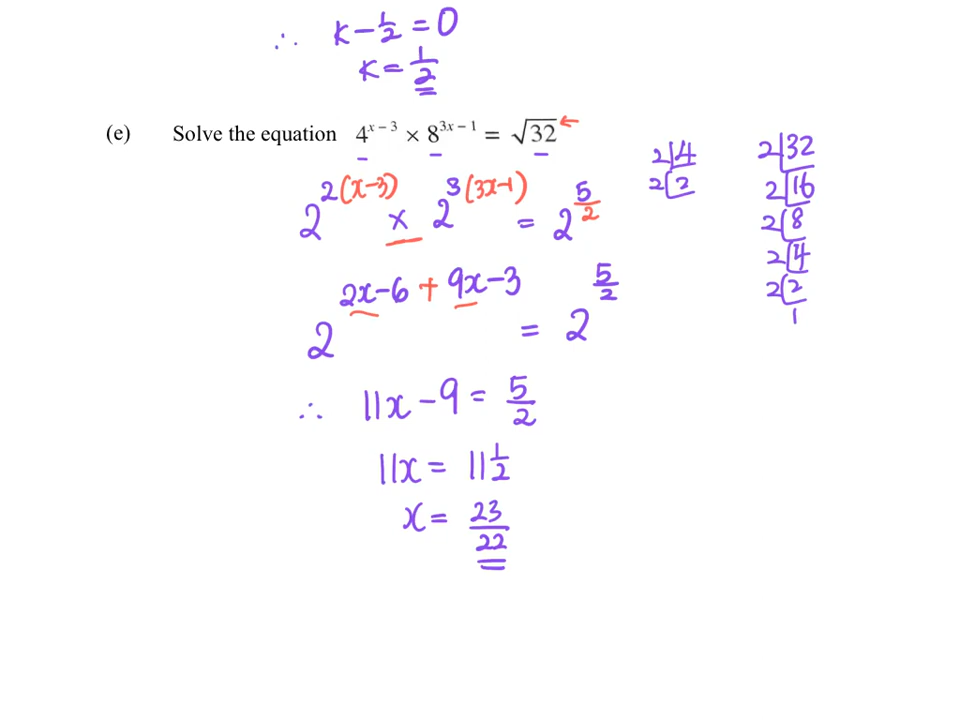 ∴ k − 1/2 = 0
k = 1/2
(e) Solve the equation 4^(x − 3) × 8^(3x − 1) = √32 ←
2^(2(x−3)) × 2^(3(3x−1)) = 2^(5/2)
2^(2x−6 + 9x−3) = 2^(5/2)
∴ 11x − 9 = 5/2
11x = 11 1/2
x = 23/22
2|4
2|2
2|32
2|16
2|8
2|4
2|2
1